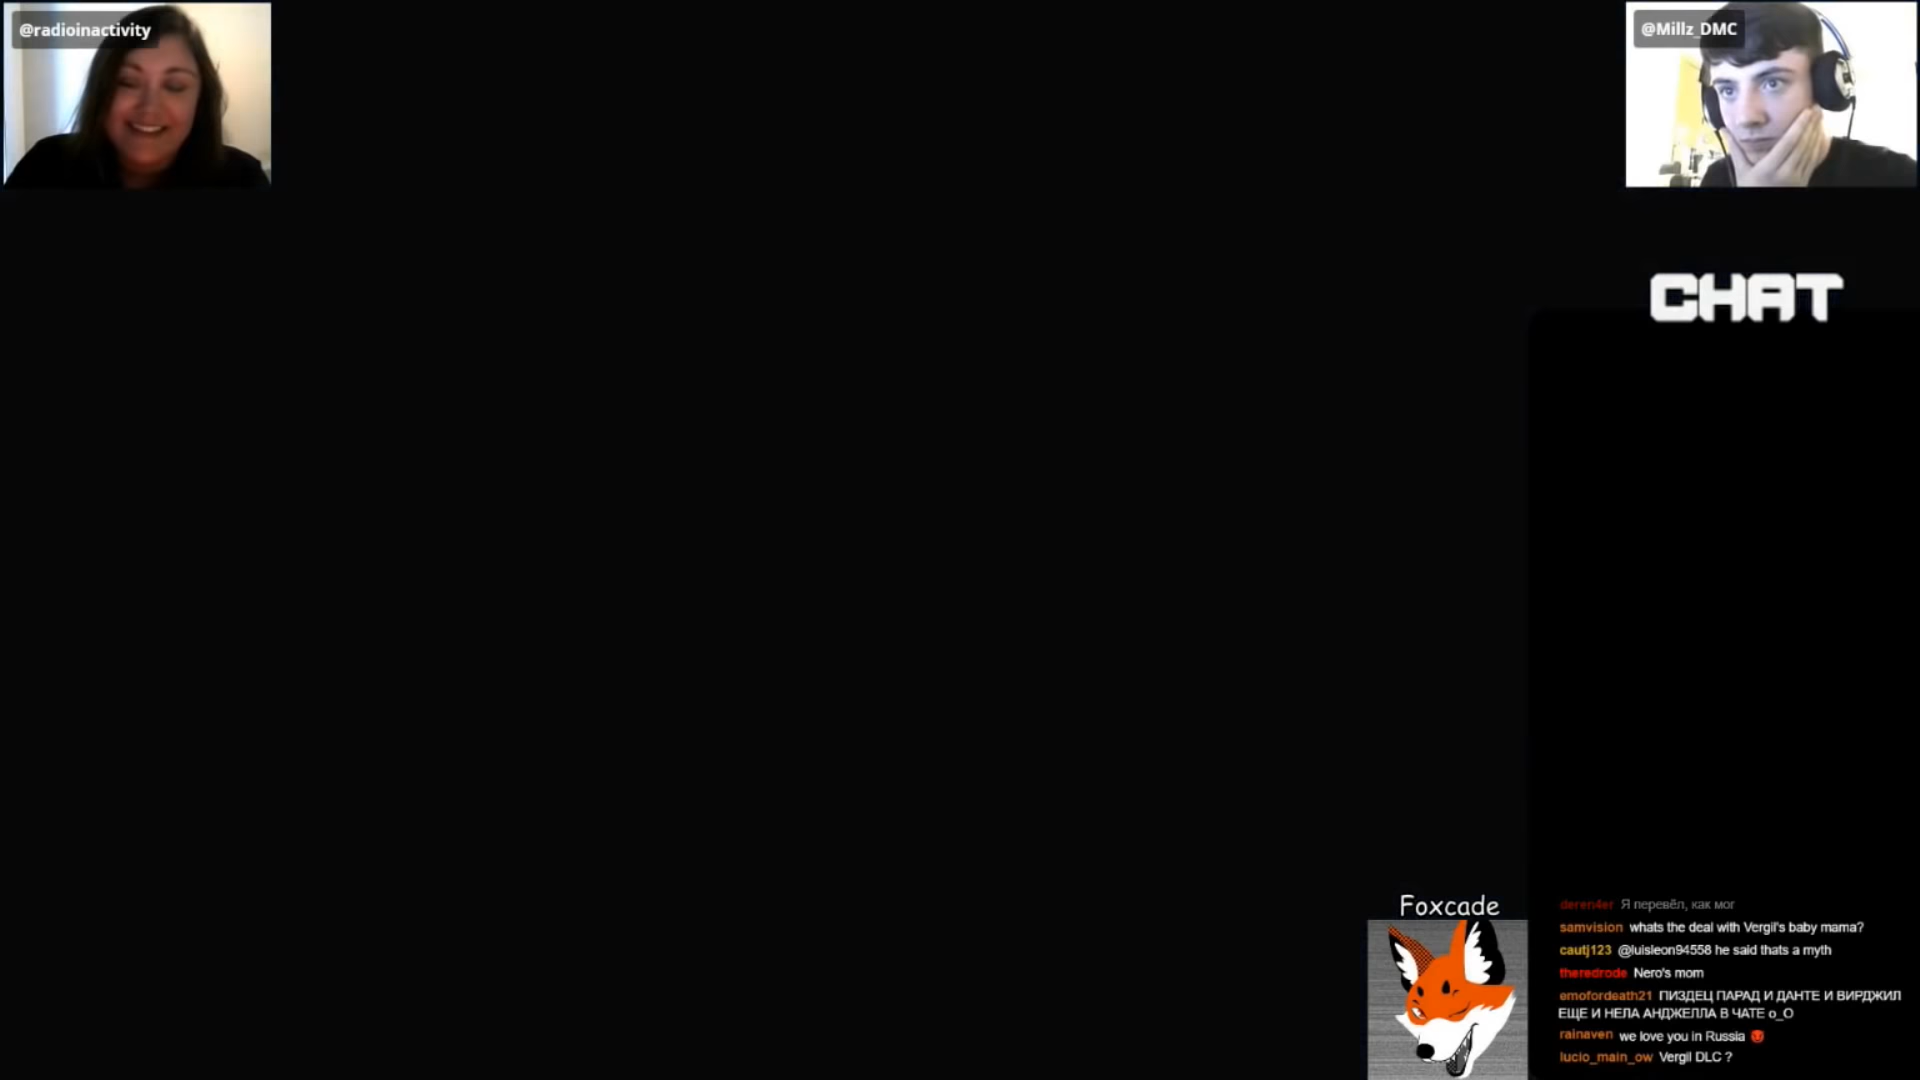 @radioinactivity
@Millz_DMC
CHAT
Foxcade
deren4er Я перевёл, как мог
samvision whats the deal with Vergil's baby mama?
cautj123 @luisleon94558 he said thats a myth
theredrode Nero's mom
emofordeath21 ПИЗДЕЦ ПАРАД И ДАНТЕ И ВИРДЖИЛ
ЕЩЕ И НЕЛА АНДЖЕЛЛА В ЧАТЕ o_O
rainaven we love you in Russia
lucio_main_ow Vergil DLC ?